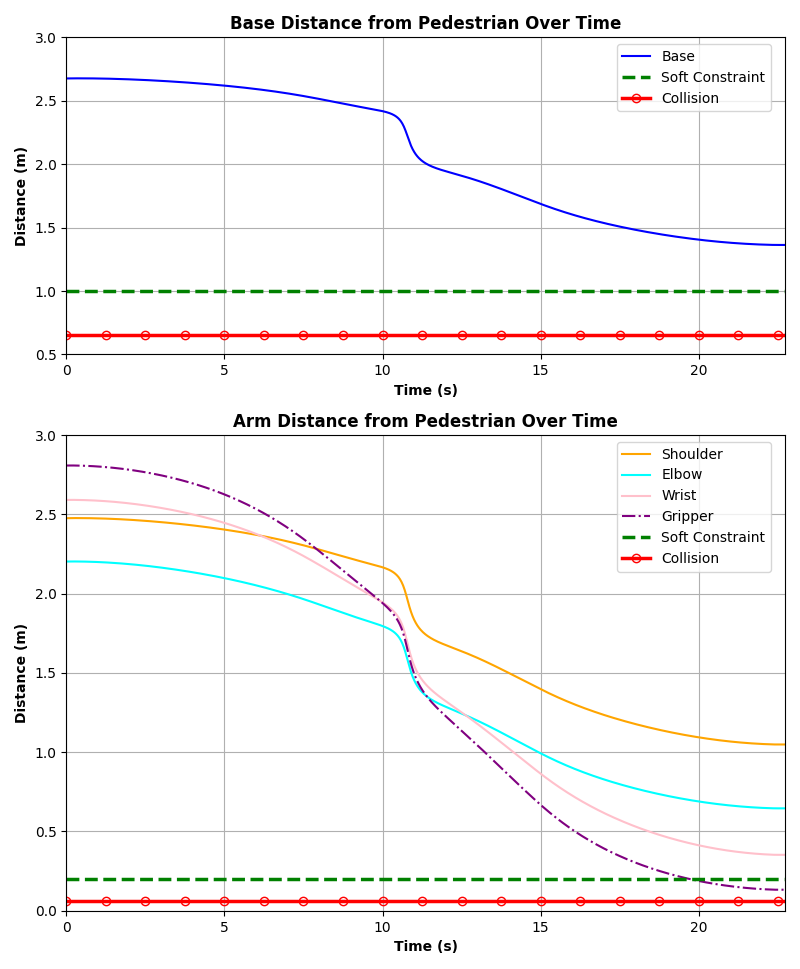 Base Distance from Pedestrian Over Time
3.0
2.5
2.0
1.5
1.0
0.5
Distance (m)
Base
Soft Constraint
Collision
0 5 10 15 20
Time (s)
Arm Distance from Pedestrian Over Time
3.0
2.5
2.0
1.5
1.0
0.5
0.0
Distance (m)
Shoulder
Elbow
Wrist
Gripper
Soft Constraint
Collision
0 5 10 15 20
Time (s)